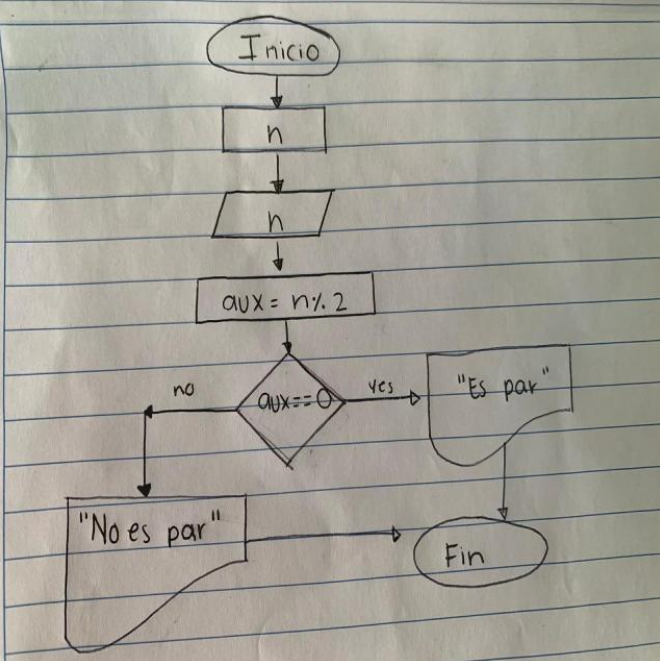 Inicio
n
n
aux = n % 2
aux == 0
no
yes
"Es par"
"No es par"
Fin